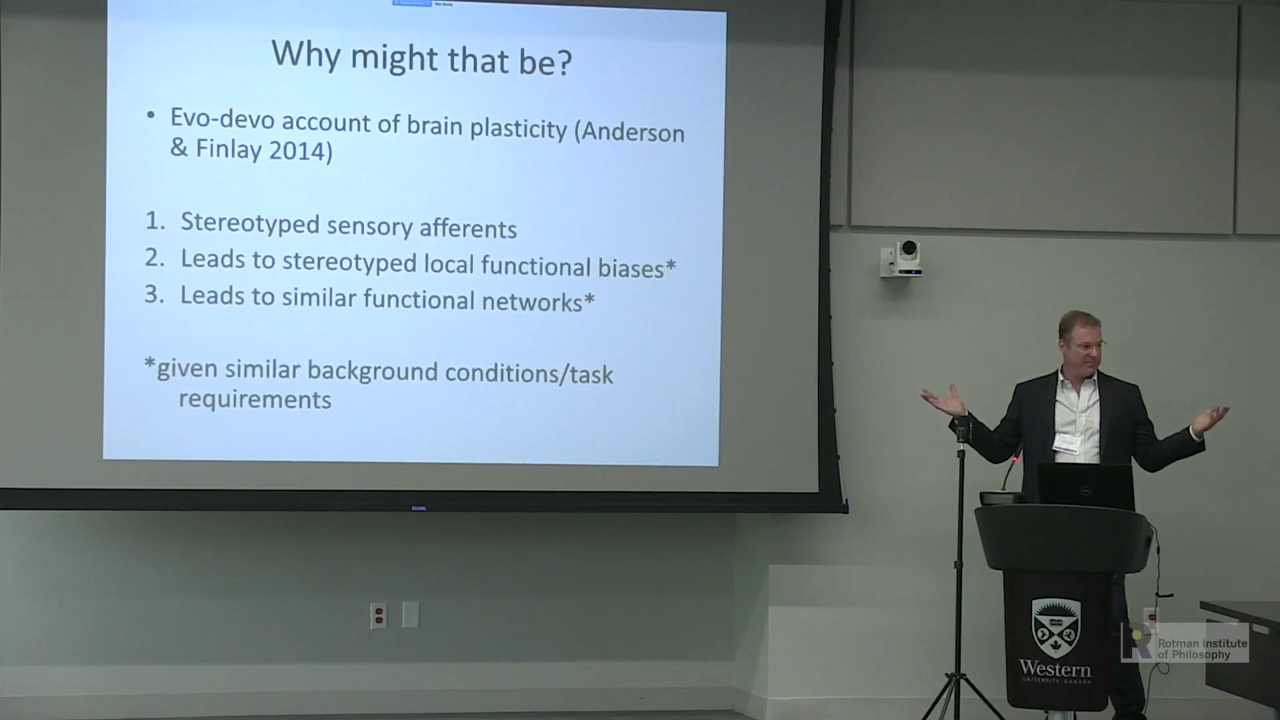 Why might that be?
• Evo-devo account of brain plasticity (Anderson
& Finlay 2014)
1. Stereotyped sensory afferents
2. Leads to stereotyped local functional biases*
3. Leads to similar functional networks*
*given similar background conditions/task
requirements
Western
UNIVERSITY · CANADA
Rotman Institute
of Philosophy